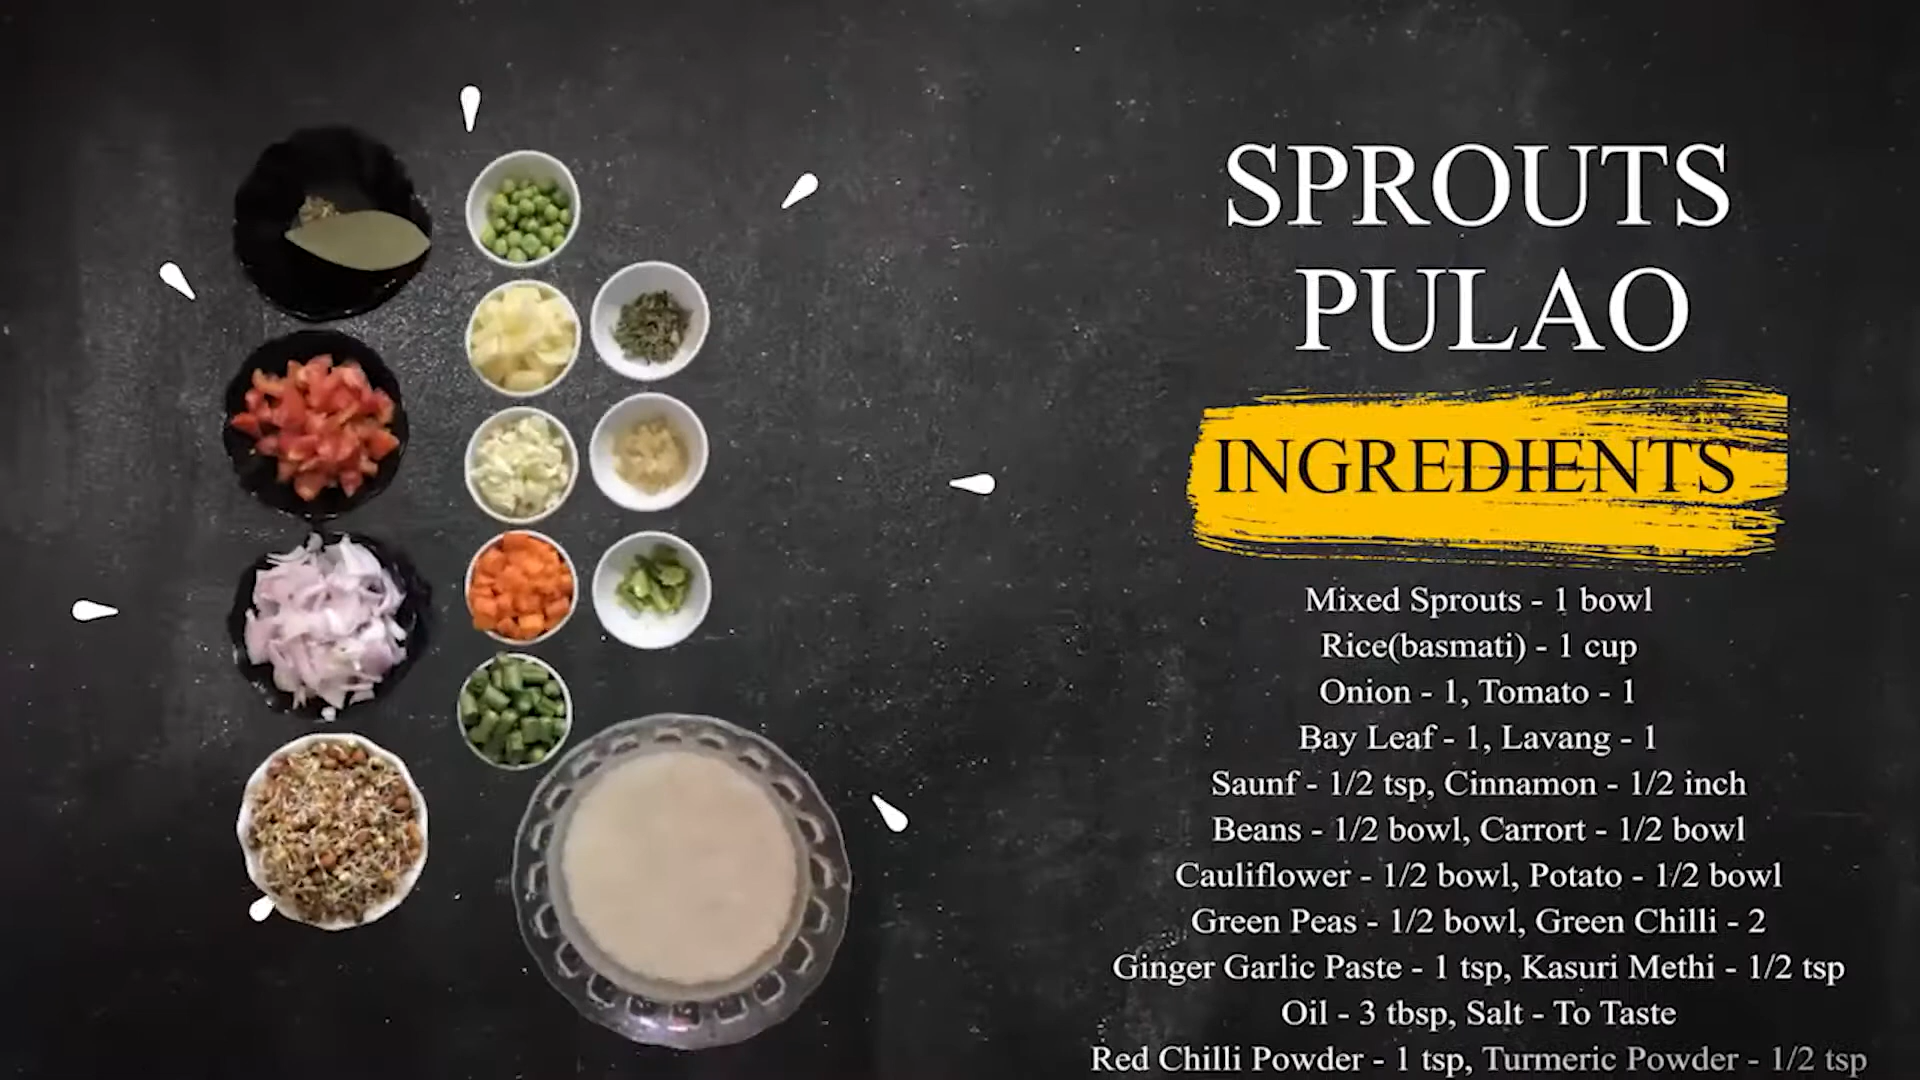 SPROUTS
PULAO
INGREDIENTS
Mixed Sprouts - 1 bowl
Rice(basmati) - 1 cup
Onion - 1, Tomato - 1
Bay Leaf - 1, Lavang - 1
Saunf - 1/2 tsp, Cinnamon - 1/2 inch
Beans - 1/2 bowl, Carrort - 1/2 bowl
Cauliflower - 1/2 bowl, Potato - 1/2 bowl
Green Peas - 1/2 bowl, Green Chilli - 2
Ginger Garlic Paste - 1 tsp, Kasuri Methi - 1/2 tsp
Oil - 3 tbsp, Salt - To Taste
Red Chilli Powder - 1 tsp, Turmeric Powder - 1/2 tsp